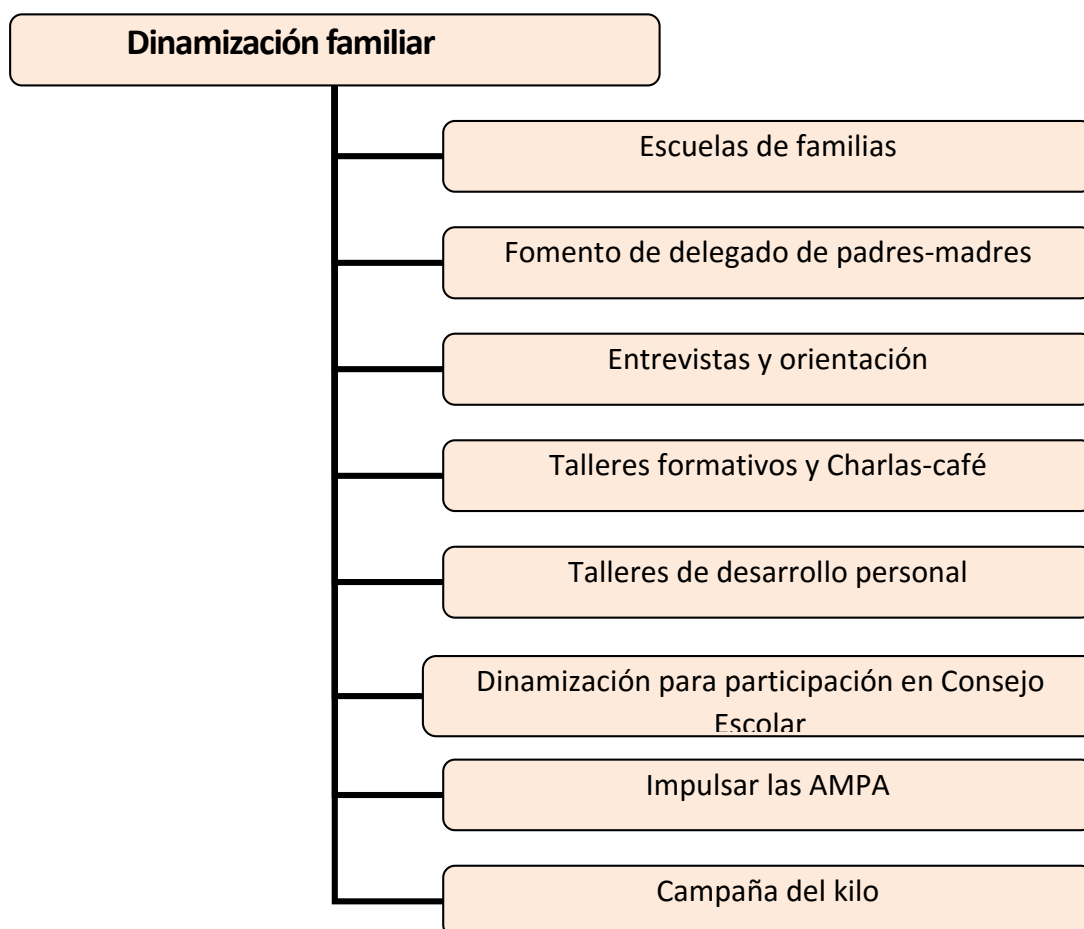 Dinamización familiar
Escuelas de familias
Fomento de delegado de padres-madres
Entrevistas y orientación
Talleres formativos y Charlas-café
Talleres de desarrollo personal
Dinamización para participación en Consejo
Escolar
Impulsar las AMPA
Campaña del kilo